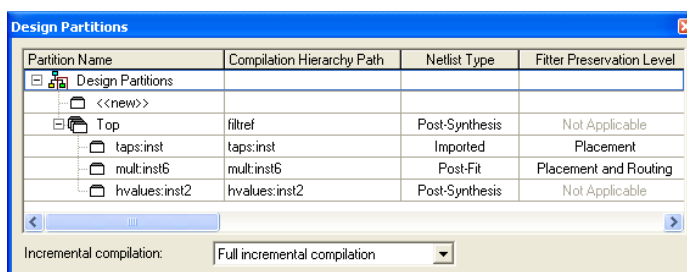 Design Partitions
Partition Name Compilation Hierarchy Path Netlist Type Fitter Preservation Level
Design Partitions
<<new>>
Top filtref Post-Synthesis Not Applicable
taps:inst taps:inst Imported Placement
mult:inst6 mult:inst6 Post-Fit Placement and Routing
hvalues:inst2 hvalues:inst2 Post-Synthesis Not Applicable
Incremental compilation: Full incremental compilation